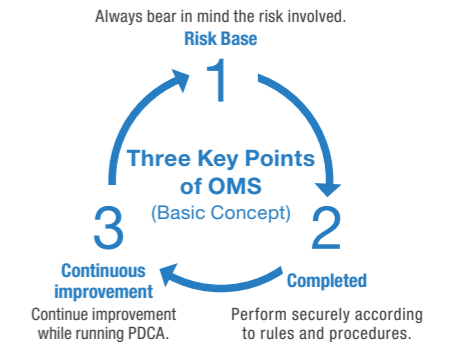 Always bear in mind the risk involved.
Risk Base
1
Three Key Points
of OMS
(Basic Concept)
2
Completed
Perform securely according
to rules and procedures.
3
Continuous
improvement
Continue improvement
while running PDCA.